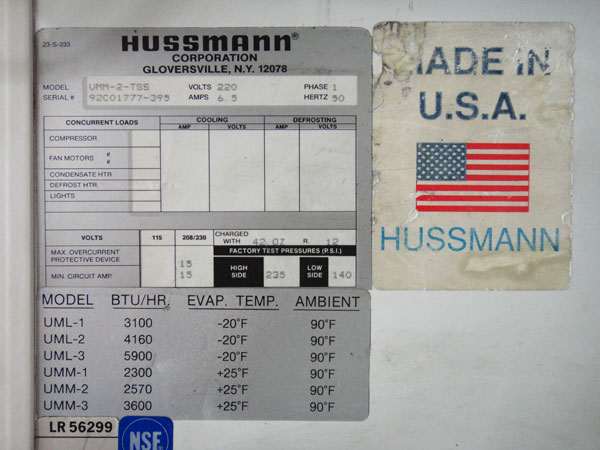 23-S-233
HUSSMANN®
CORPORATION
GLOVERSVILLE, N.Y. 12078
MODEL UMM-2-TSS VOLTS 220 PHASE 1
SERIAL # 92C01777-395 AMPS 6.5 HERTZ 50
CONCURRENT LOADS COOLING DEFROSTING
AMP VOLTS AMP VOLTS
COMPRESSOR
FAN MOTORS # #
CONDENSATE HTR.
DEFROST HTR.
LIGHTS
VOLTS 115 208/230 CHARGED WITH 42.07 R. 12
MAX. OVERCURRENT PROTECTIVE DEVICE 15 FACTORY TEST PRESSURES (P.S.I.)
MIN. CIRCUIT AMP. 15 HIGH SIDE 235 LOW SIDE 140
MODEL BTU/HR. EVAP. TEMP. AMBIENT
UML-1 3100 -20°F 90°F
UML-2 4160 -20°F 90°F
UML-3 5900 -20°F 90°F
UMM-1 2300 +25°F 90°F
UMM-2 2570 +25°F 90°F
UMM-3 3600 +25°F 90°F
LR 56299
NSF
MADE IN
U.S.A.
HUSSMANN